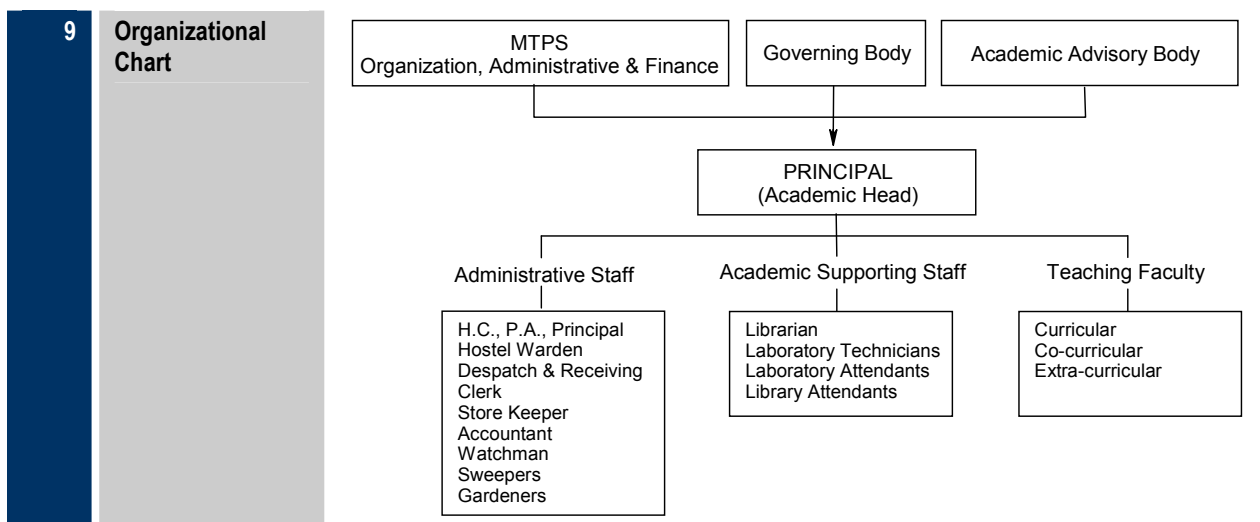 9
Organizational
Chart
MTPS
Organization, Administrative & Finance
Governing Body
Academic Advisory Body
PRINCIPAL
(Academic Head)
Administrative Staff
H.C., P.A., Principal
Hostel Warden
Despatch & Receiving
Clerk
Store Keeper
Accountant
Watchman
Sweepers
Gardeners
Academic Supporting Staff
Librarian
Laboratory Technicians
Laboratory Attendants
Library Attendants
Teaching Faculty
Curricular
Co-curricular
Extra-curricular